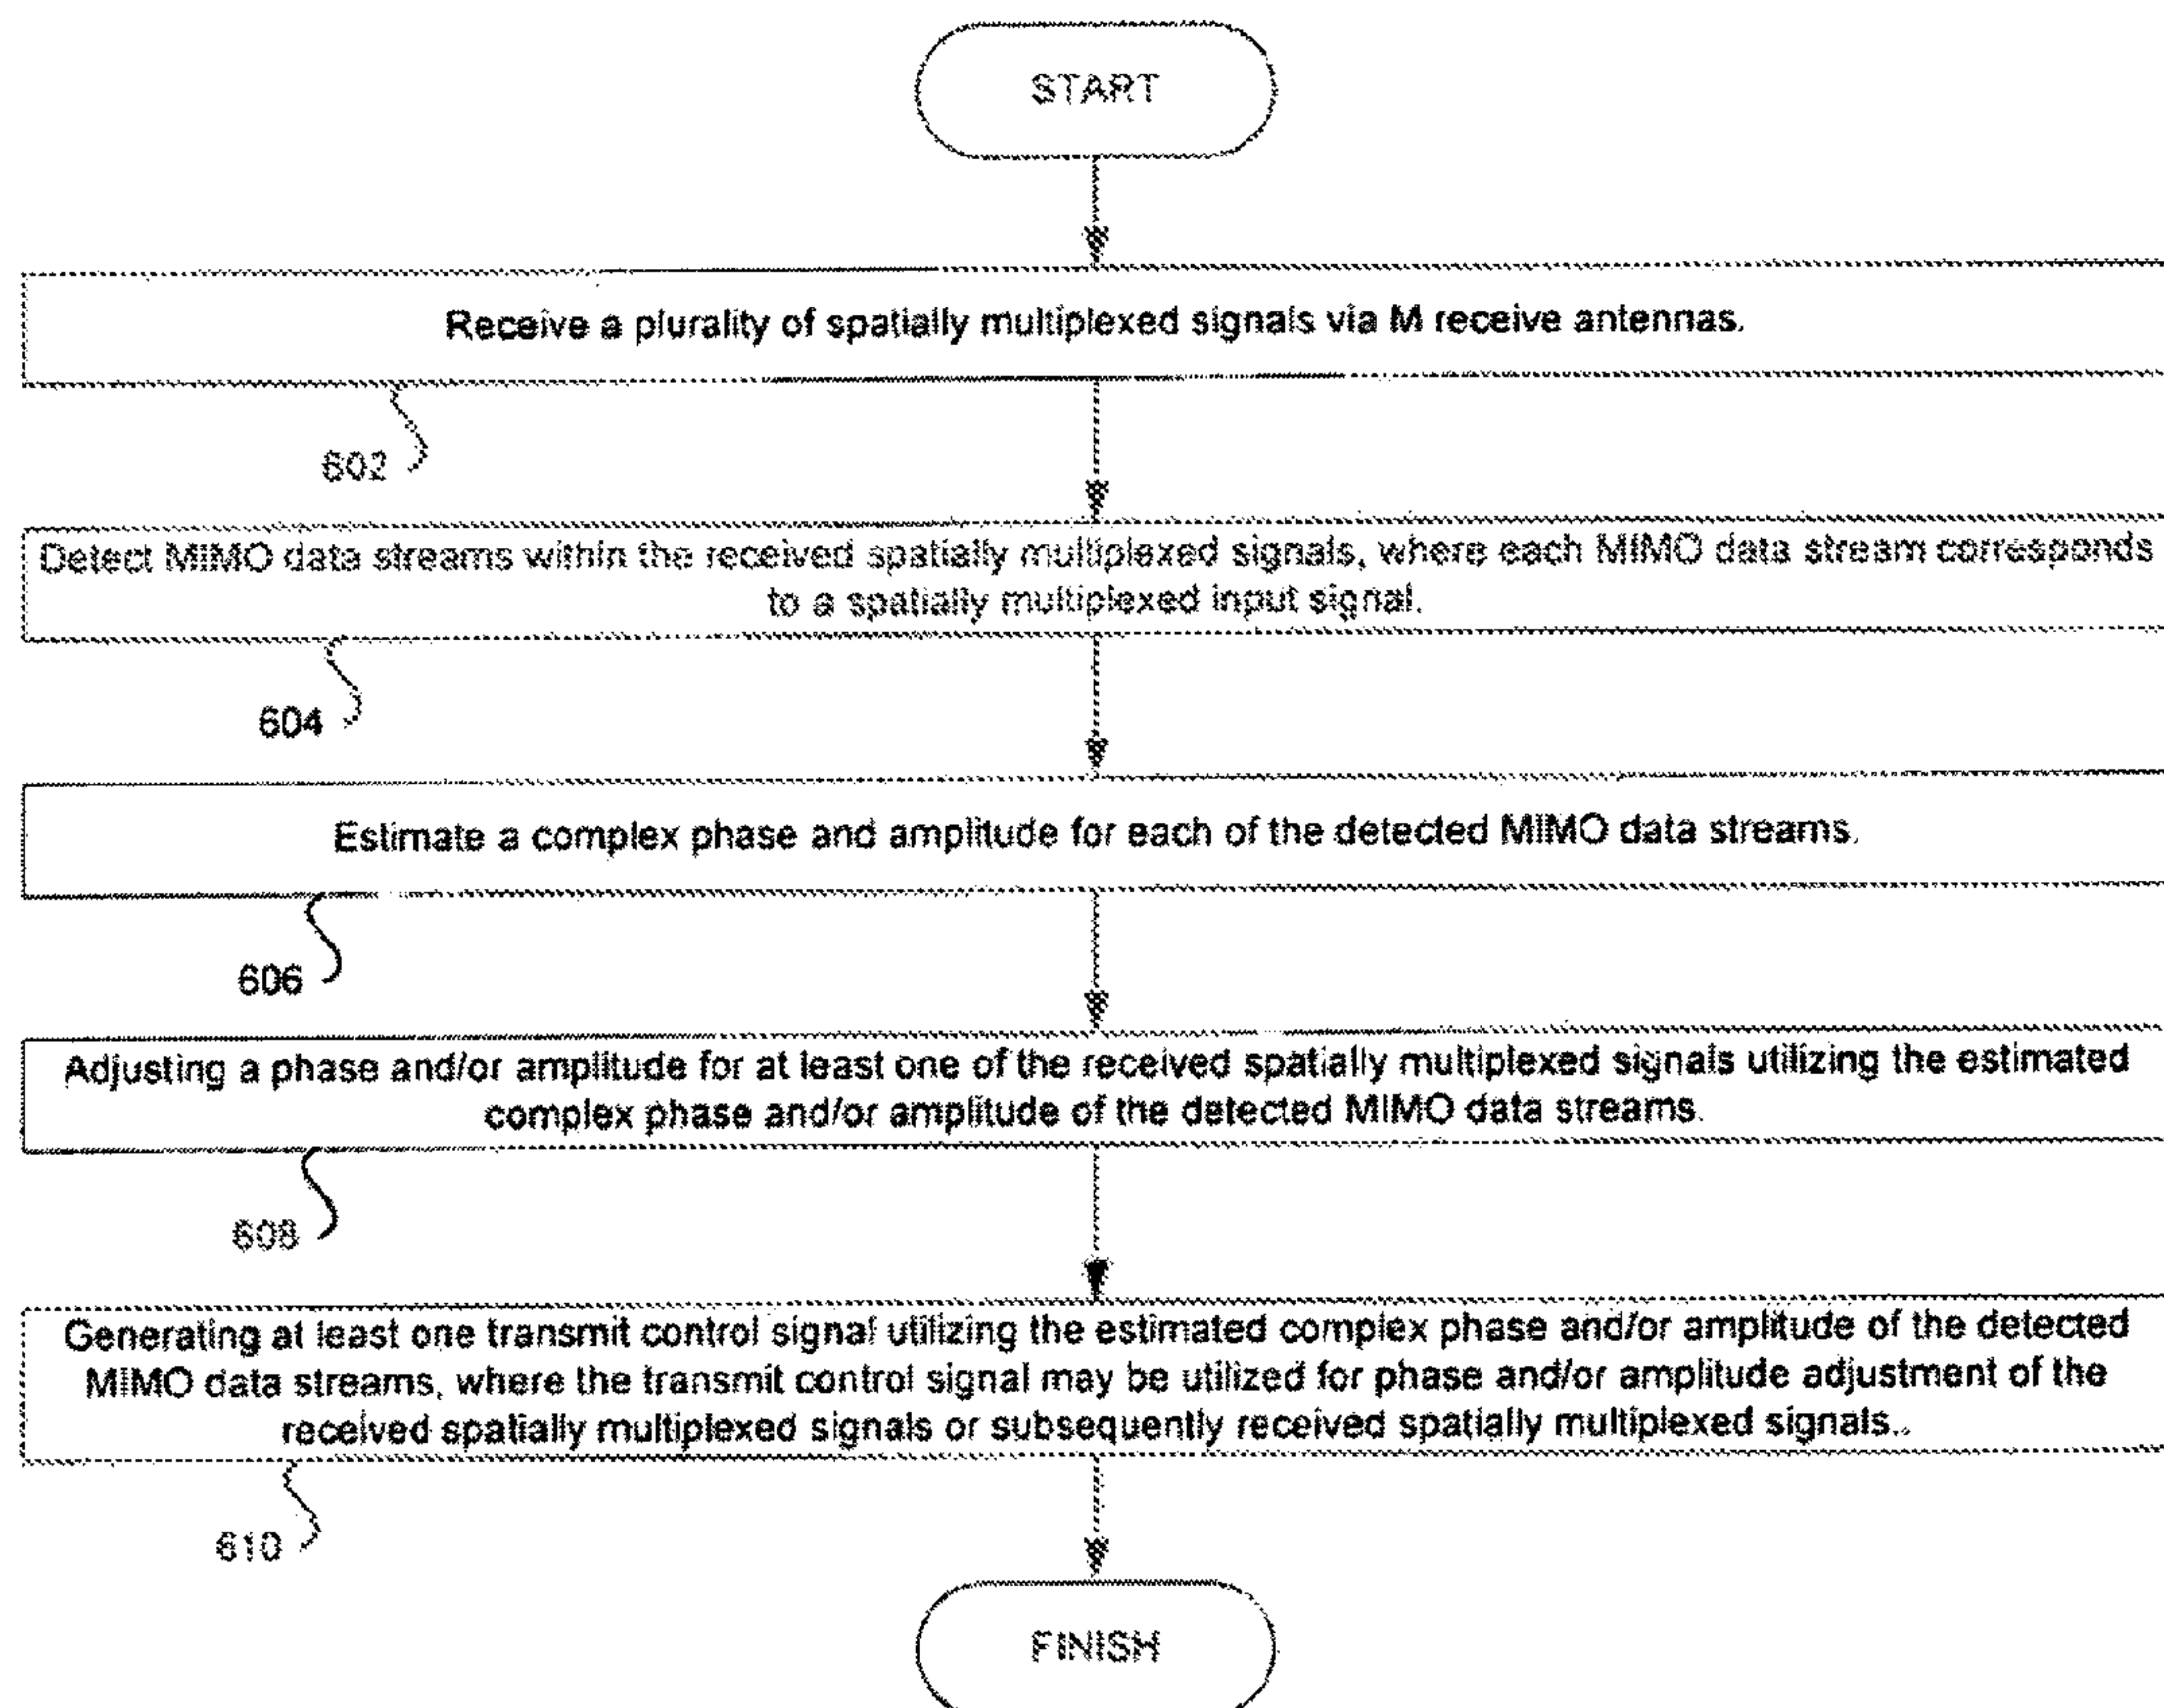 START
Receive a plurality of spatially multiplexed signals via M receive antennas.
602
Detect MIMO data streams within the received spatially multiplexed signals, where each MIMO data stream corresponds
to a spatially multiplexed input signal.
604
Estimate a complex phase and amplitude for each of the detected MIMO data streams.
606
Adjusting a phase and/or amplitude for at least one of the received spatially multiplexed signals utilizing the estimated
complex phase and/or amplitude of the detected MIMO data streams.
608
Generating at least one transmit control signal utilizing the estimated complex phase and/or amplitude of the detected
MIMO data streams, where the transmit control signal may be utilized for phase and/or amplitude adjustment of the
received spatially multiplexed signals or subsequently received spatially multiplexed signals..
610
FINISH